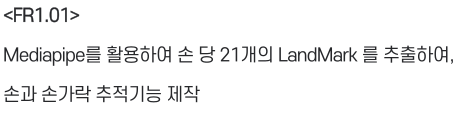 <FR1.01>
Mediapipe를 활용하여 손 당 21개의 LandMark 를 추출하여,
손과 손가락 추적기능 제작